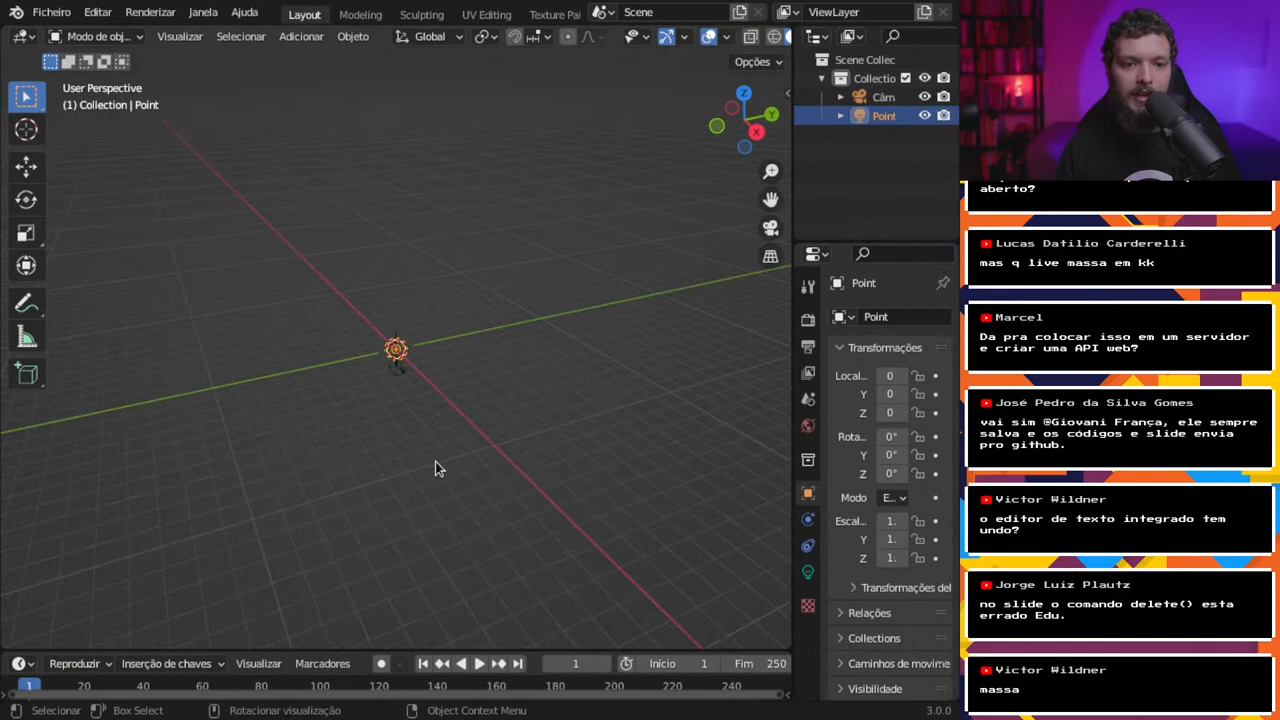 Ficheiro Editar Renderizar Janela Ajuda Layout Modeling Sculpting UV Editing Texture Pai Scene ViewLayer
Modo de obj... Visualizar Selecionar Adicionar Objeto Global
Opções
User Perspective
(1) Collection | Point
Z
Y
X
Scene Collec
Collectio
Câm
Point
Point
Point
Transformações
Local... 0
Y 0
Z 0
Rota... 0°
Y 0°
Z 0°
Modo E...
Escal... 1.
Y 1.
Z 1.
Transformações del
Relações
Collections
Caminhos de movime
Visibilidade
Reproduzir Inserção de chaves Visualizar Marcadores 1 Início 1 Fim 250
1 20 40 60 80 100 120 140 160 180 200 220 240
Selecionar Box Select Rotacionar visualização Object Context Menu 3.0.0
aberto?
Lucas Datilio Carderelli
mas q live massa em kk
Marcel
Da pra colocar isso em um servidor
e criar uma API web?
José Pedro da Silva Gomes
vai sim @Giovani França, ele sempre
salva e os códigos e slide envia
pro github.
Victor Wildner
o editor de texto integrado tem
undo?
Jorge Luiz Plautz
no slide o comando delete() esta
errado Edu.
Victor Wildner
massa